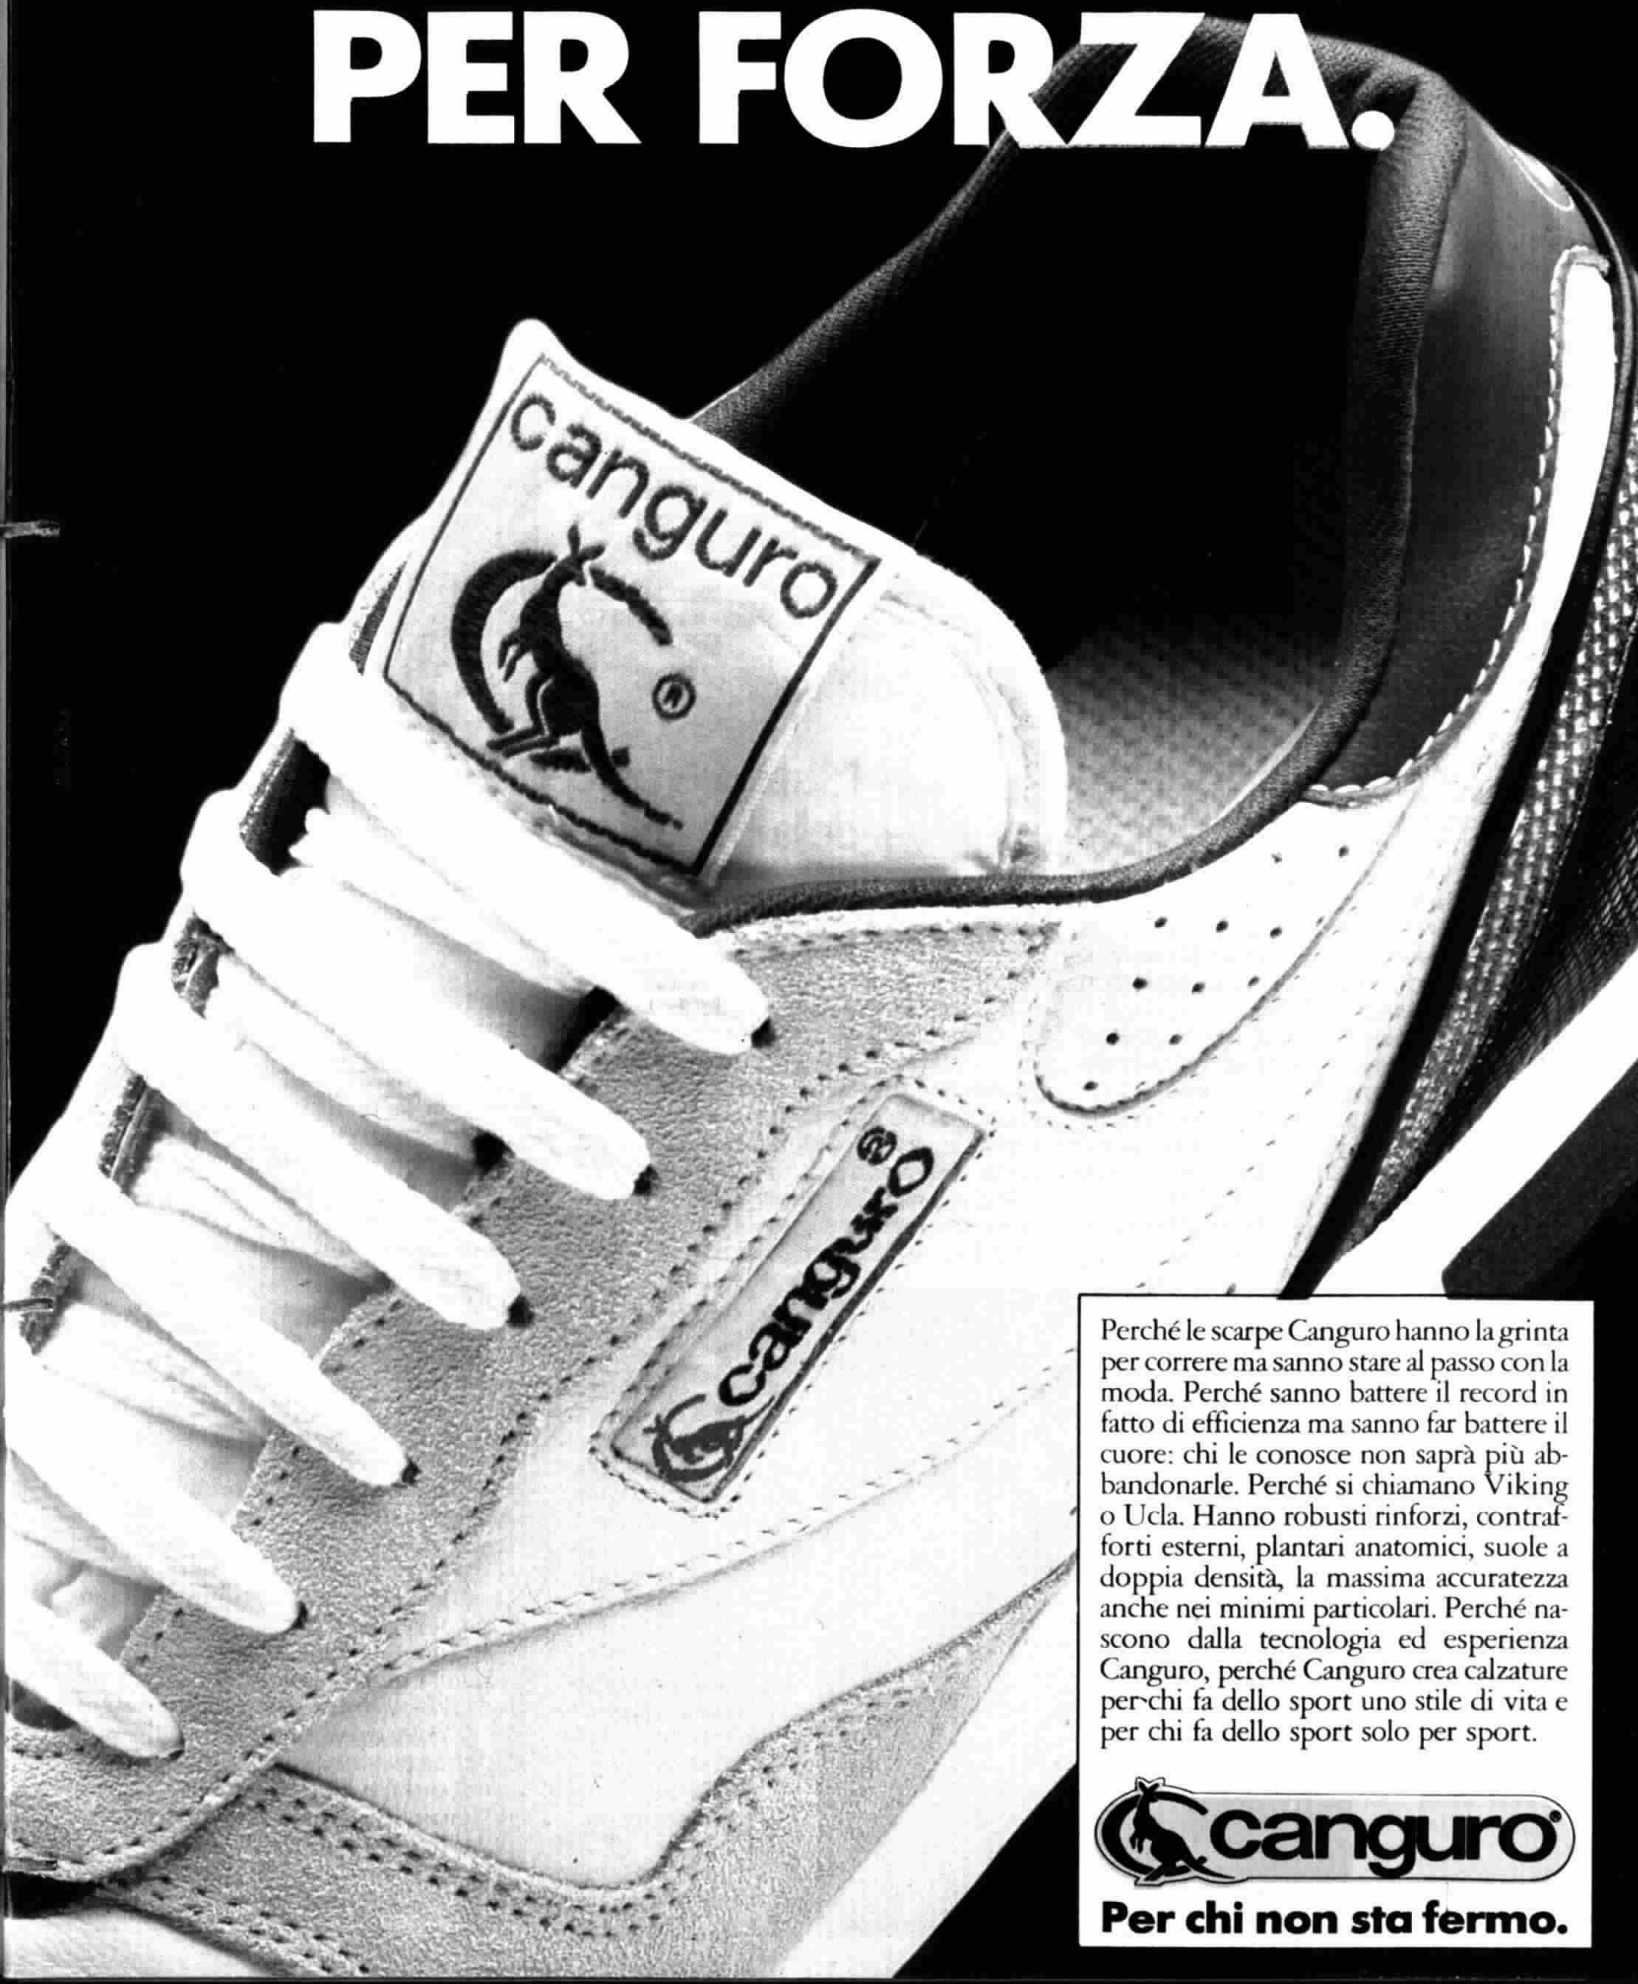 PER FORZA.
canguro
®
canguro®
Perché le scarpe Canguro hanno la grinta
per correre ma sanno stare al passo con la
moda. Perché sanno battere il record in
fatto di efficienza ma sanno far battere il
cuore: chi le conosce non saprà più ab-
bandonarle. Perché si chiamano Viking
o Ucla. Hanno robusti rinforzi, contraf-
forti esterni, plantari anatomici, suole a
doppia densità, la massima accuratezza
anche nei minimi particolari. Perché na-
scono dalla tecnologia ed esperienza
Canguro, perché Canguro crea calzature
per chi fa dello sport uno stile di vita e
per chi fa dello sport solo per sport.
canguro®
Per chi non sta fermo.